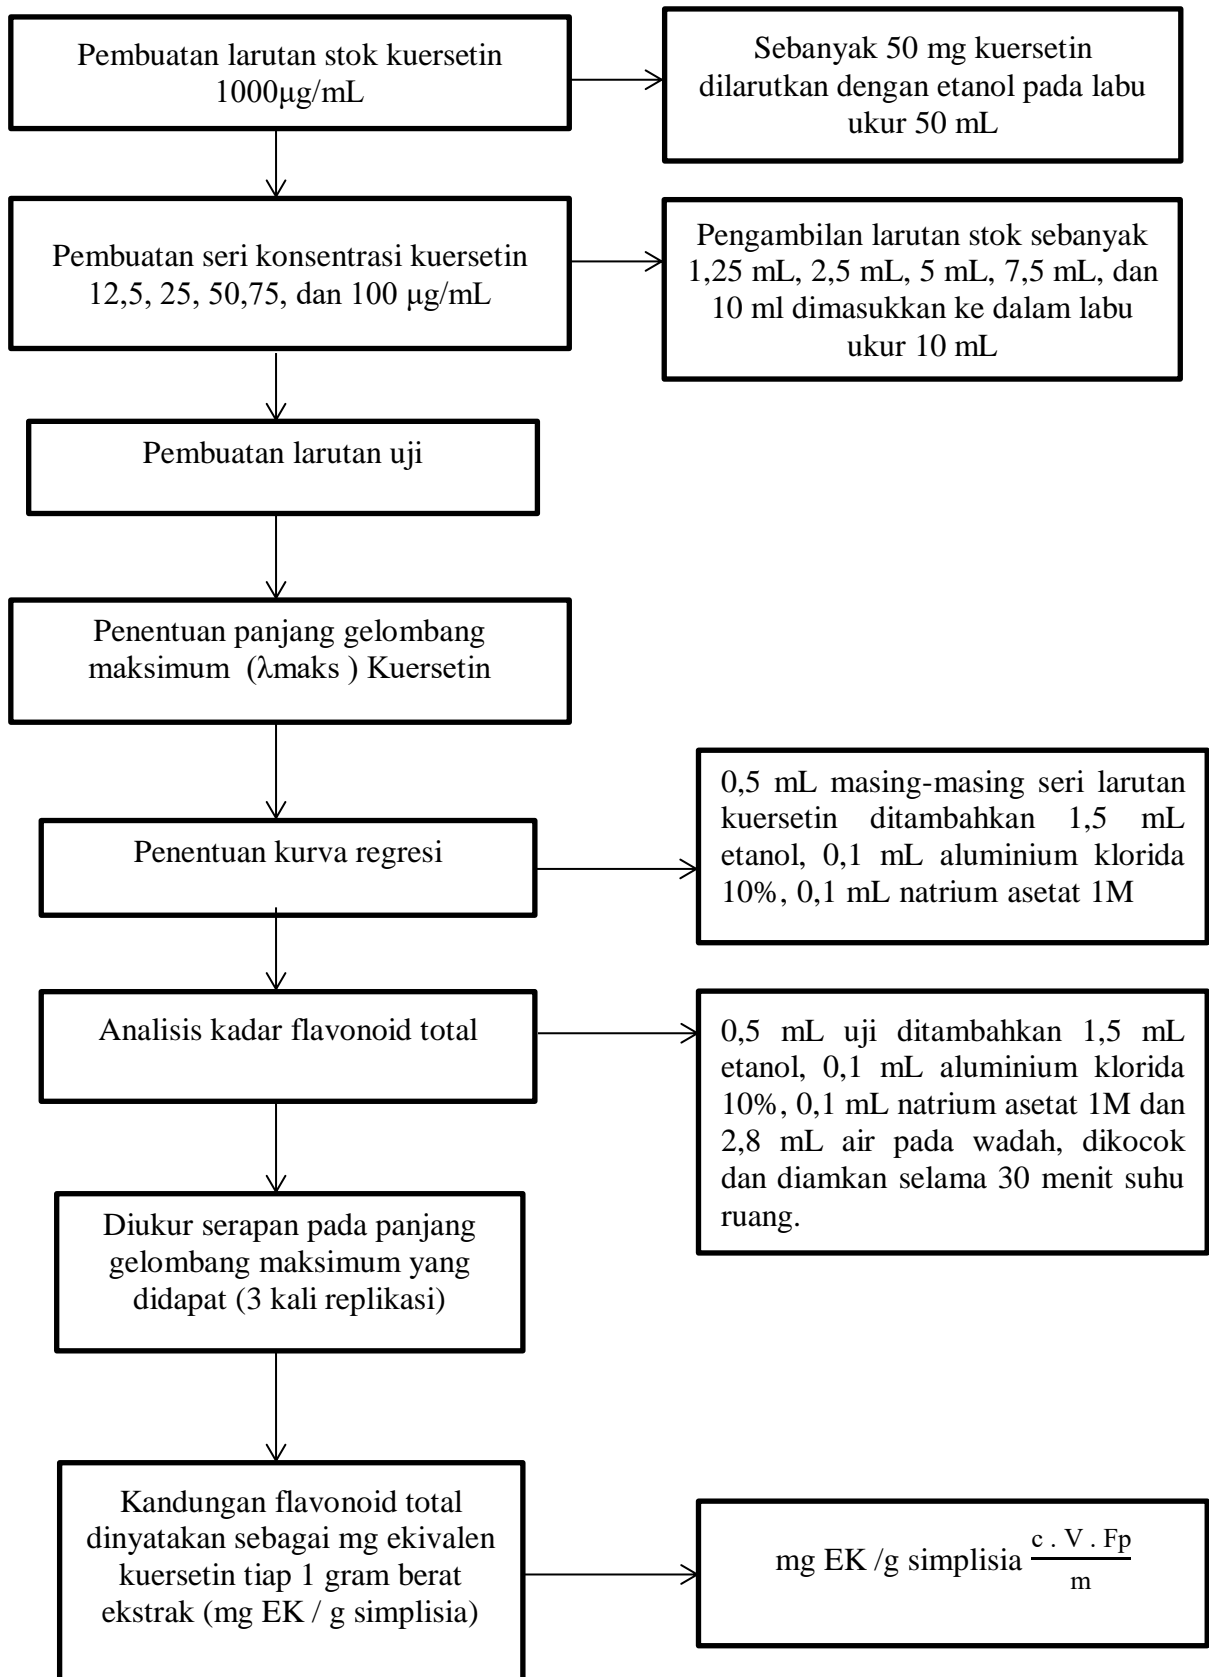 Pembuatan larutan stok kuersetin
1000µg/mL
Sebanyak 50 mg kuersetin
dilarutkan dengan etanol pada labu
ukur 50 mL
Pembuatan seri konsentrasi kuersetin
12,5, 25, 50,75, dan 100 µg/mL
Pengambilan larutan stok sebanyak
1,25 mL, 2,5 mL, 5 mL, 7,5 mL, dan
10 ml dimasukkan ke dalam labu
ukur 10 mL
Pembuatan larutan uji
Penentuan panjang gelombang
maksimum (λmaks ) Kuersetin
Penentuan kurva regresi
0,5 mL masing-masing seri larutan
kuersetin ditambahkan 1,5 mL
etanol, 0,1 mL aluminium klorida
10%, 0,1 mL natrium asetat 1M
Analisis kadar flavonoid total
0,5 mL uji ditambahkan 1,5 mL
etanol, 0,1 mL aluminium klorida
10%, 0,1 mL natrium asetat 1M dan
2,8 mL air pada wadah, dikocok
dan diamkan selama 30 menit suhu
ruang.
Diukur serapan pada panjang
gelombang maksimum yang
didapat (3 kali replikasi)
Kandungan flavonoid total
dinyatakan sebagai mg ekivalen
kuersetin tiap 1 gram berat
ekstrak (mg EK / g simplisia)
mg EK /g simplisia c . V . Fp
m